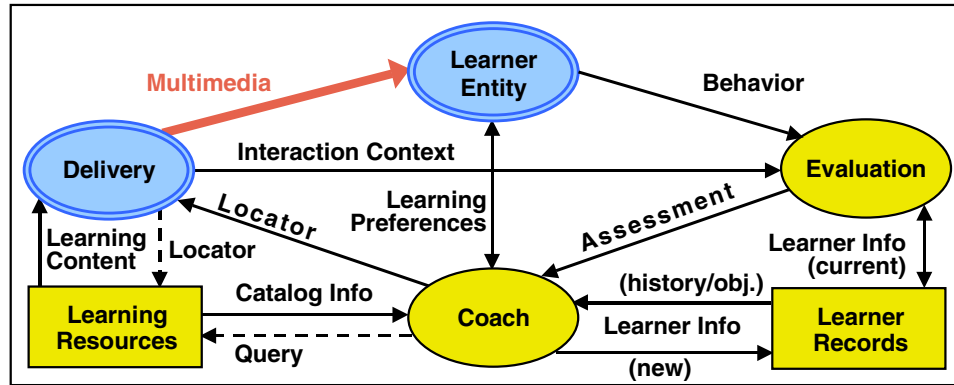 Learner
Entity
Multimedia
Behavior
Delivery
Interaction Context
Evaluation
Learning
Preferences
Locator
Assessment
Learning
Content
Locator
Learner Info
(current)
Catalog Info
(history/obj.)
Learning
Resources
Coach
Learner Info
Learner
Records
Query
(new)